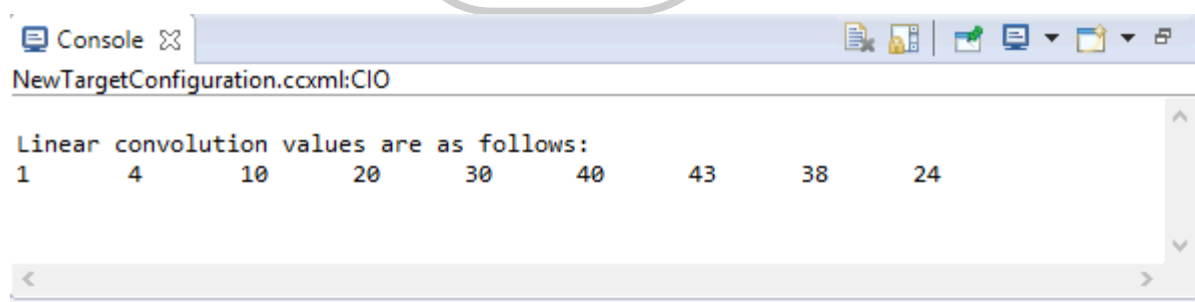 Console
NewTargetConfiguration.ccxml:CIO
Linear convolution values are as follows:
1 4 10 20 30 40 43 38 24